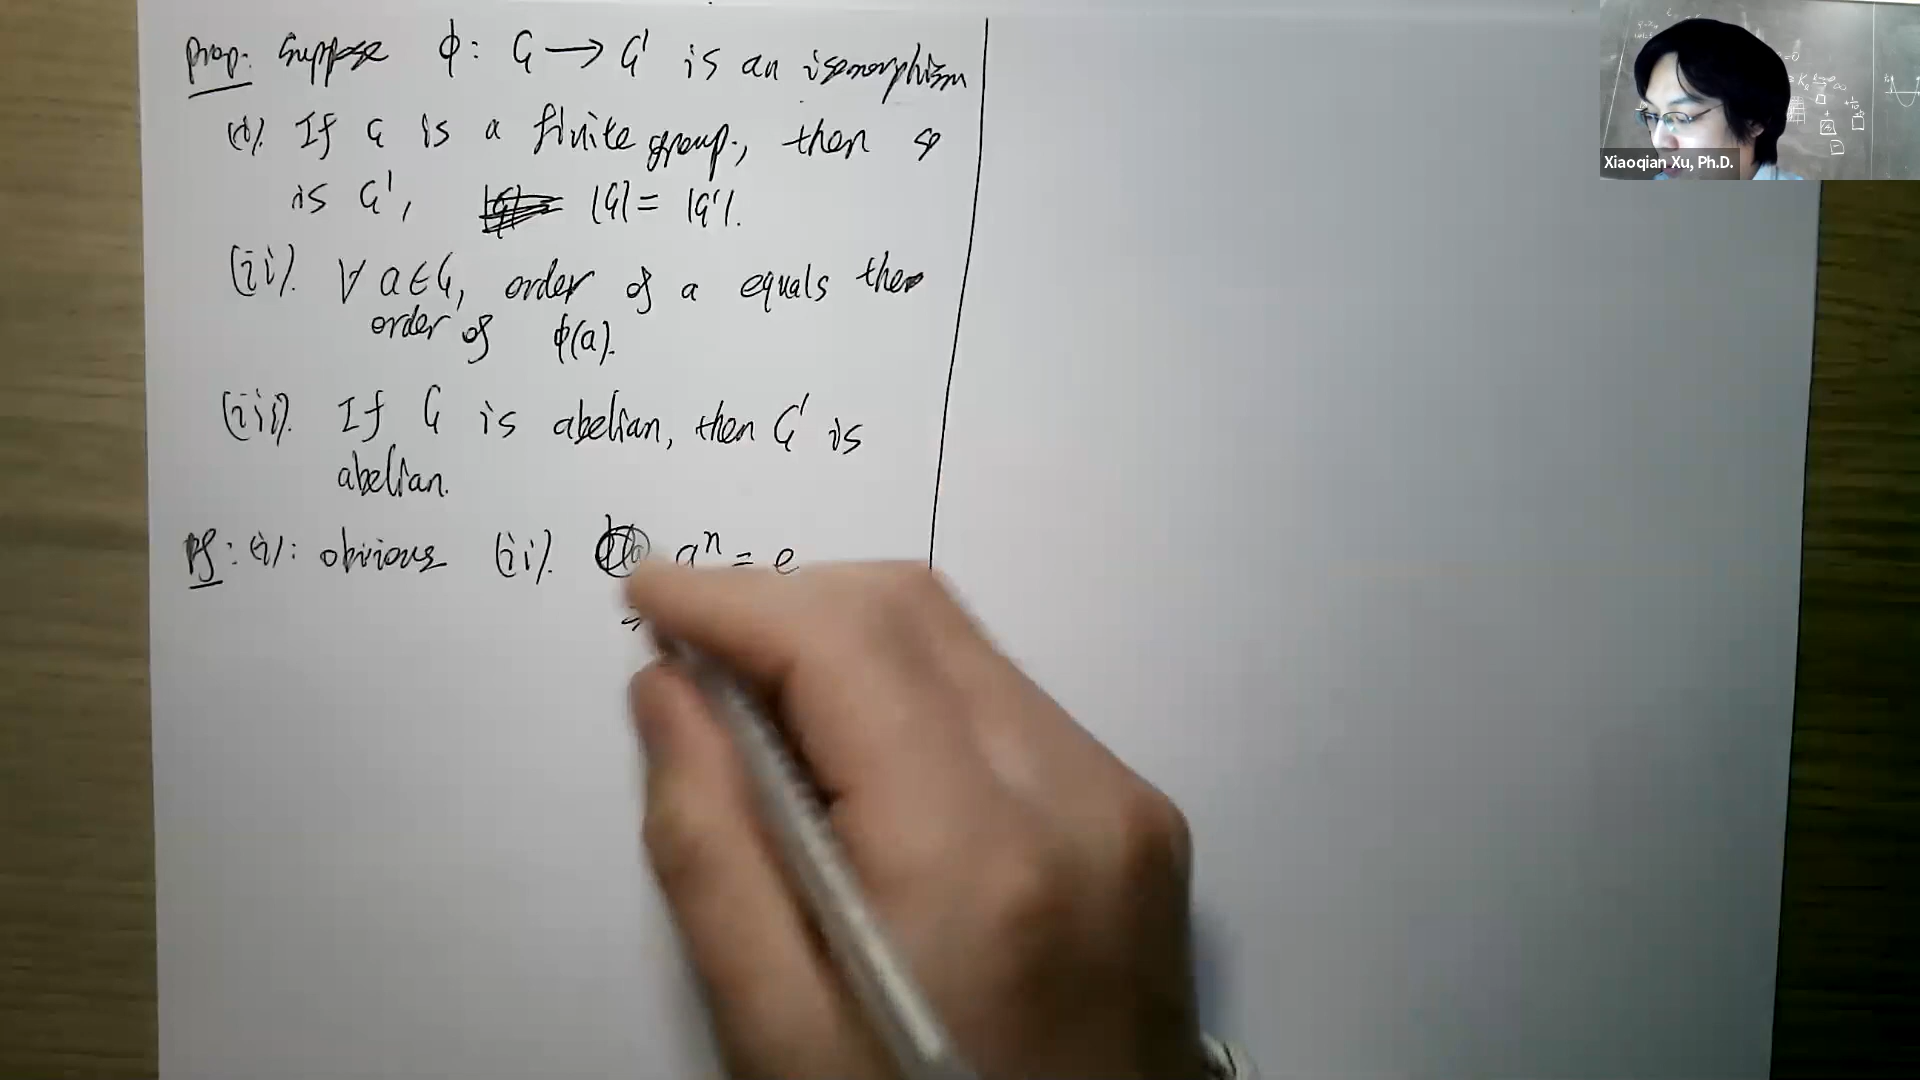 Prop: Suppose ϕ: G → G' is an isomorphism
(i). If G is a finite group, then so
is G', |G| = |G'|.
(ii). ∀ a ∈ G, order of a equals the
order of ϕ(a).
(iii). If G is abelian, then G' is
abelian.
Pf: (i): obvious (ii). aⁿ = e
⇒
Xiaoqian Xu, Ph.D.